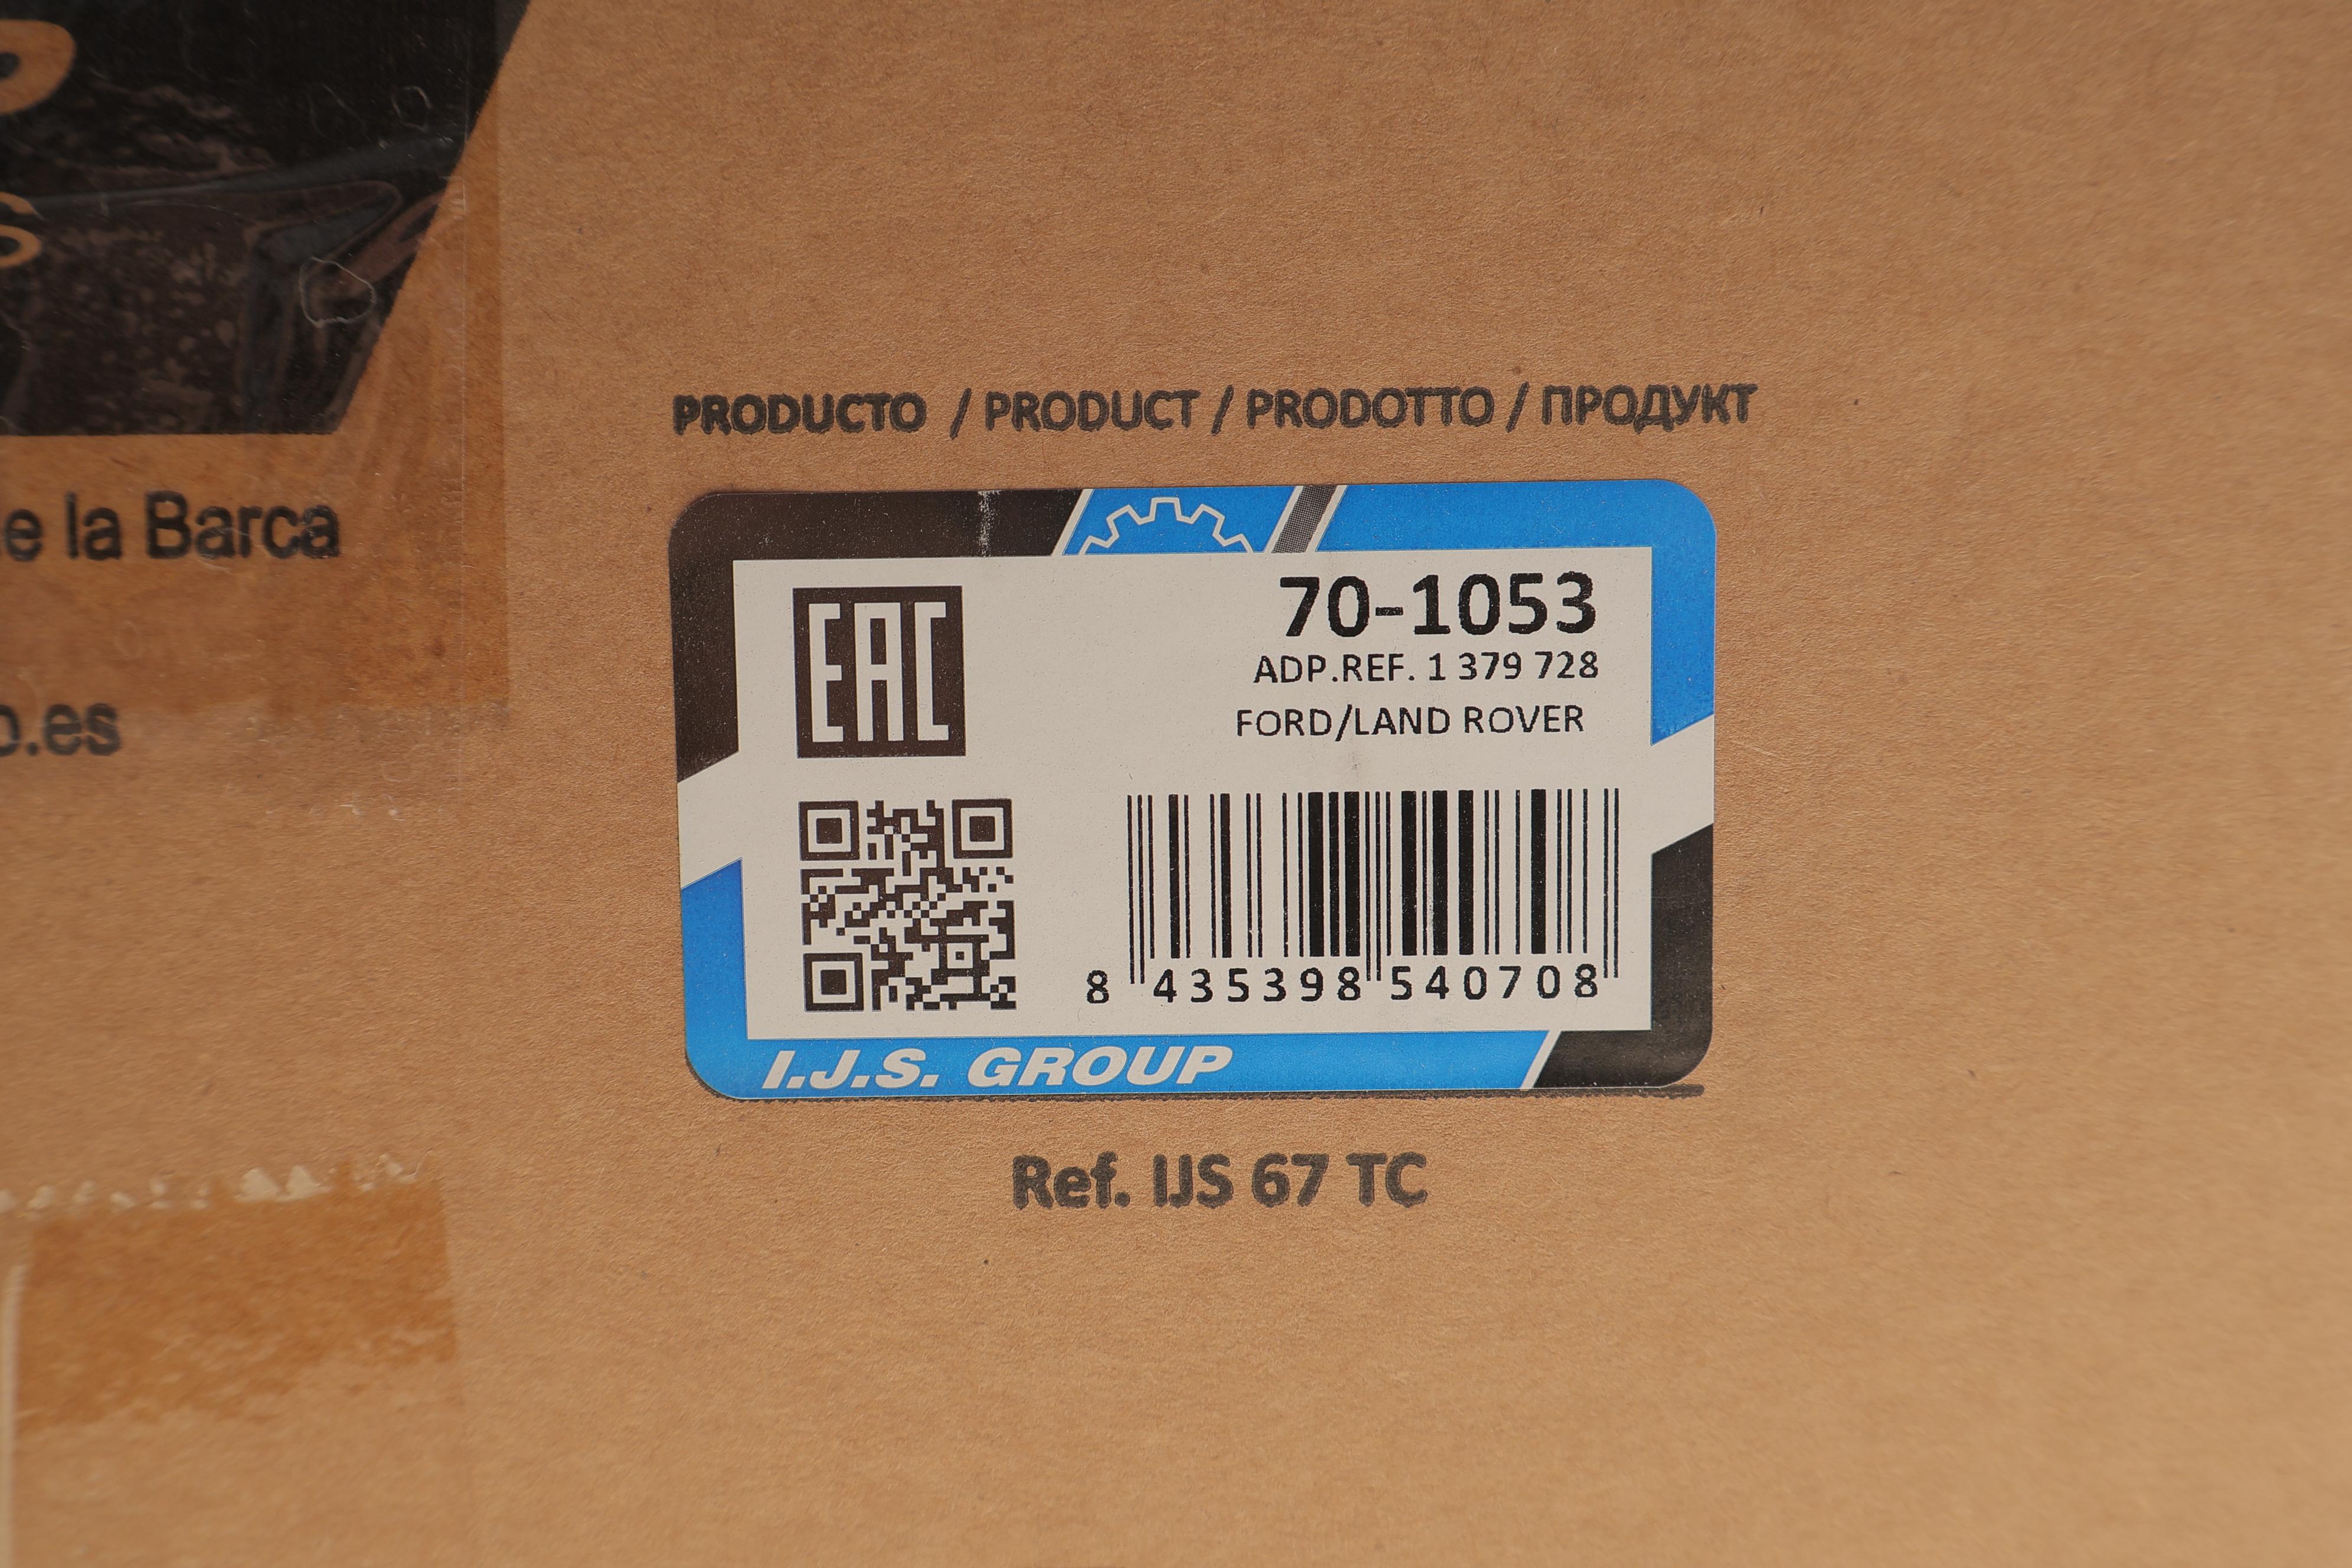 PRODUCTO / PRODUCT / PRODOTTO / ПРОДУКТ
la Barca
.es
EAC
70-1053
ADP.REF. 1 379 728
FORD/LAND ROVER
8 435398 540708
I.J.S. GROUP
Ref. IJS 67 TC